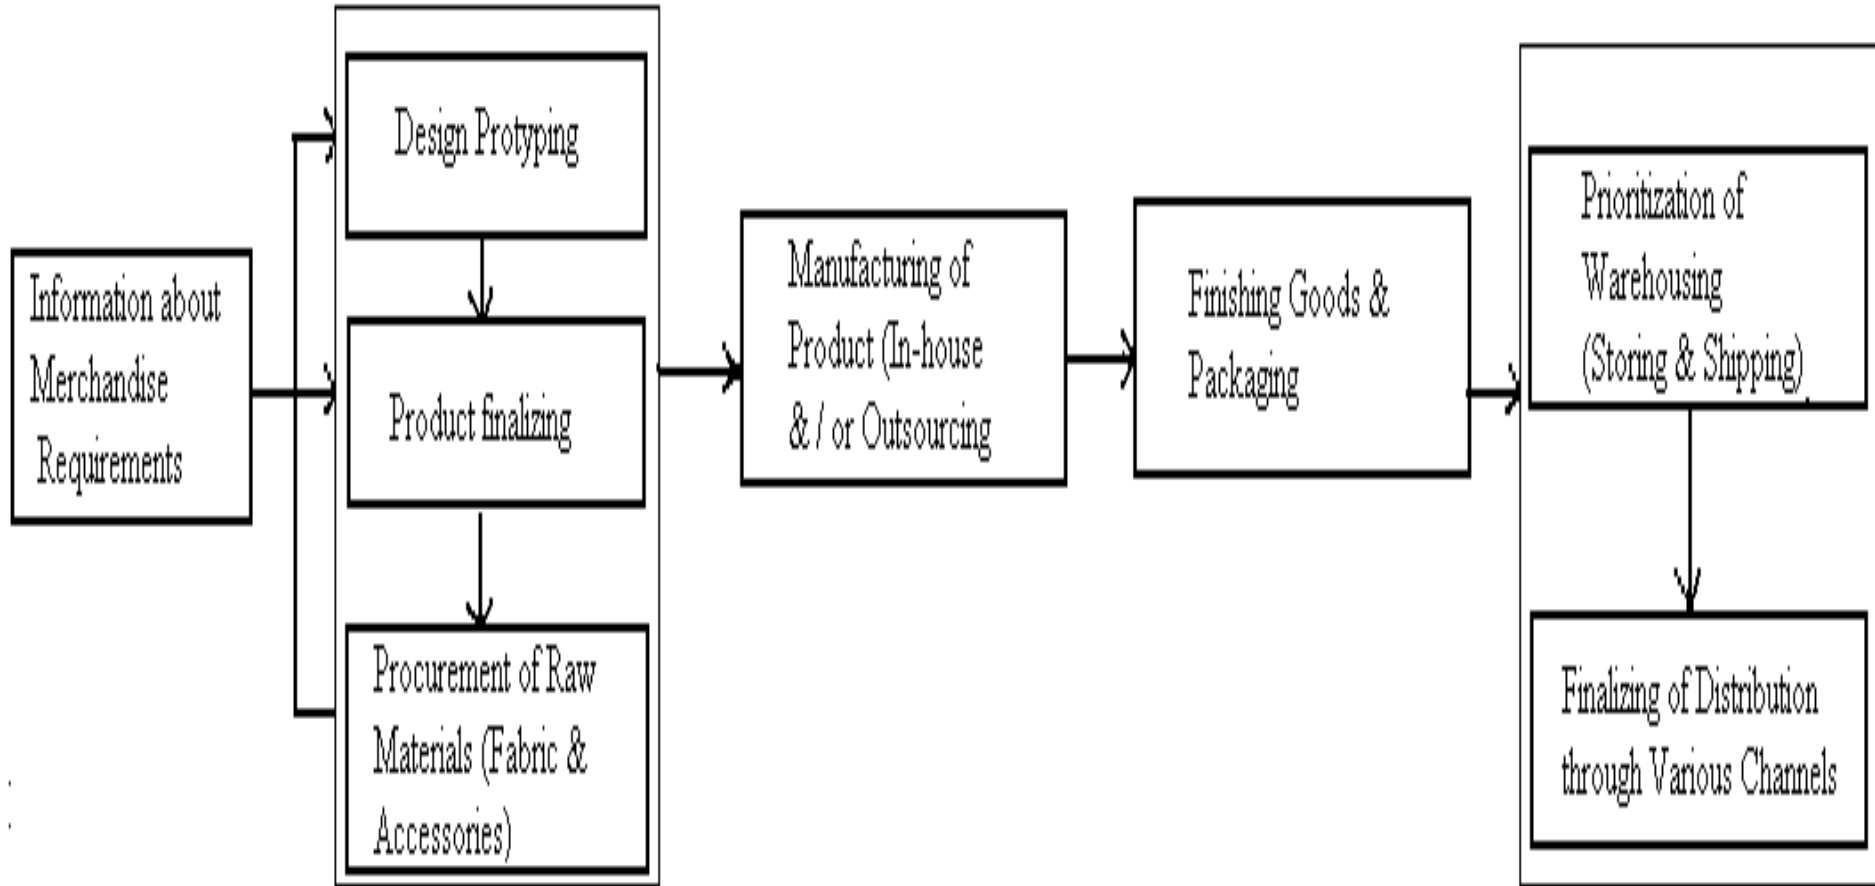 Information about
Merchandise
Requirements
Design Protyping
Product finalizing
Procurement of Raw
Materials (Fabric &
Accessories)
Manufacturing of
Product (In-house
& / or Outsourcing
Finishing Goods &
Packaging
Prioritization of
Warehousing
(Storing & Shipping)
Finalizing of Distribution
through Various Channels